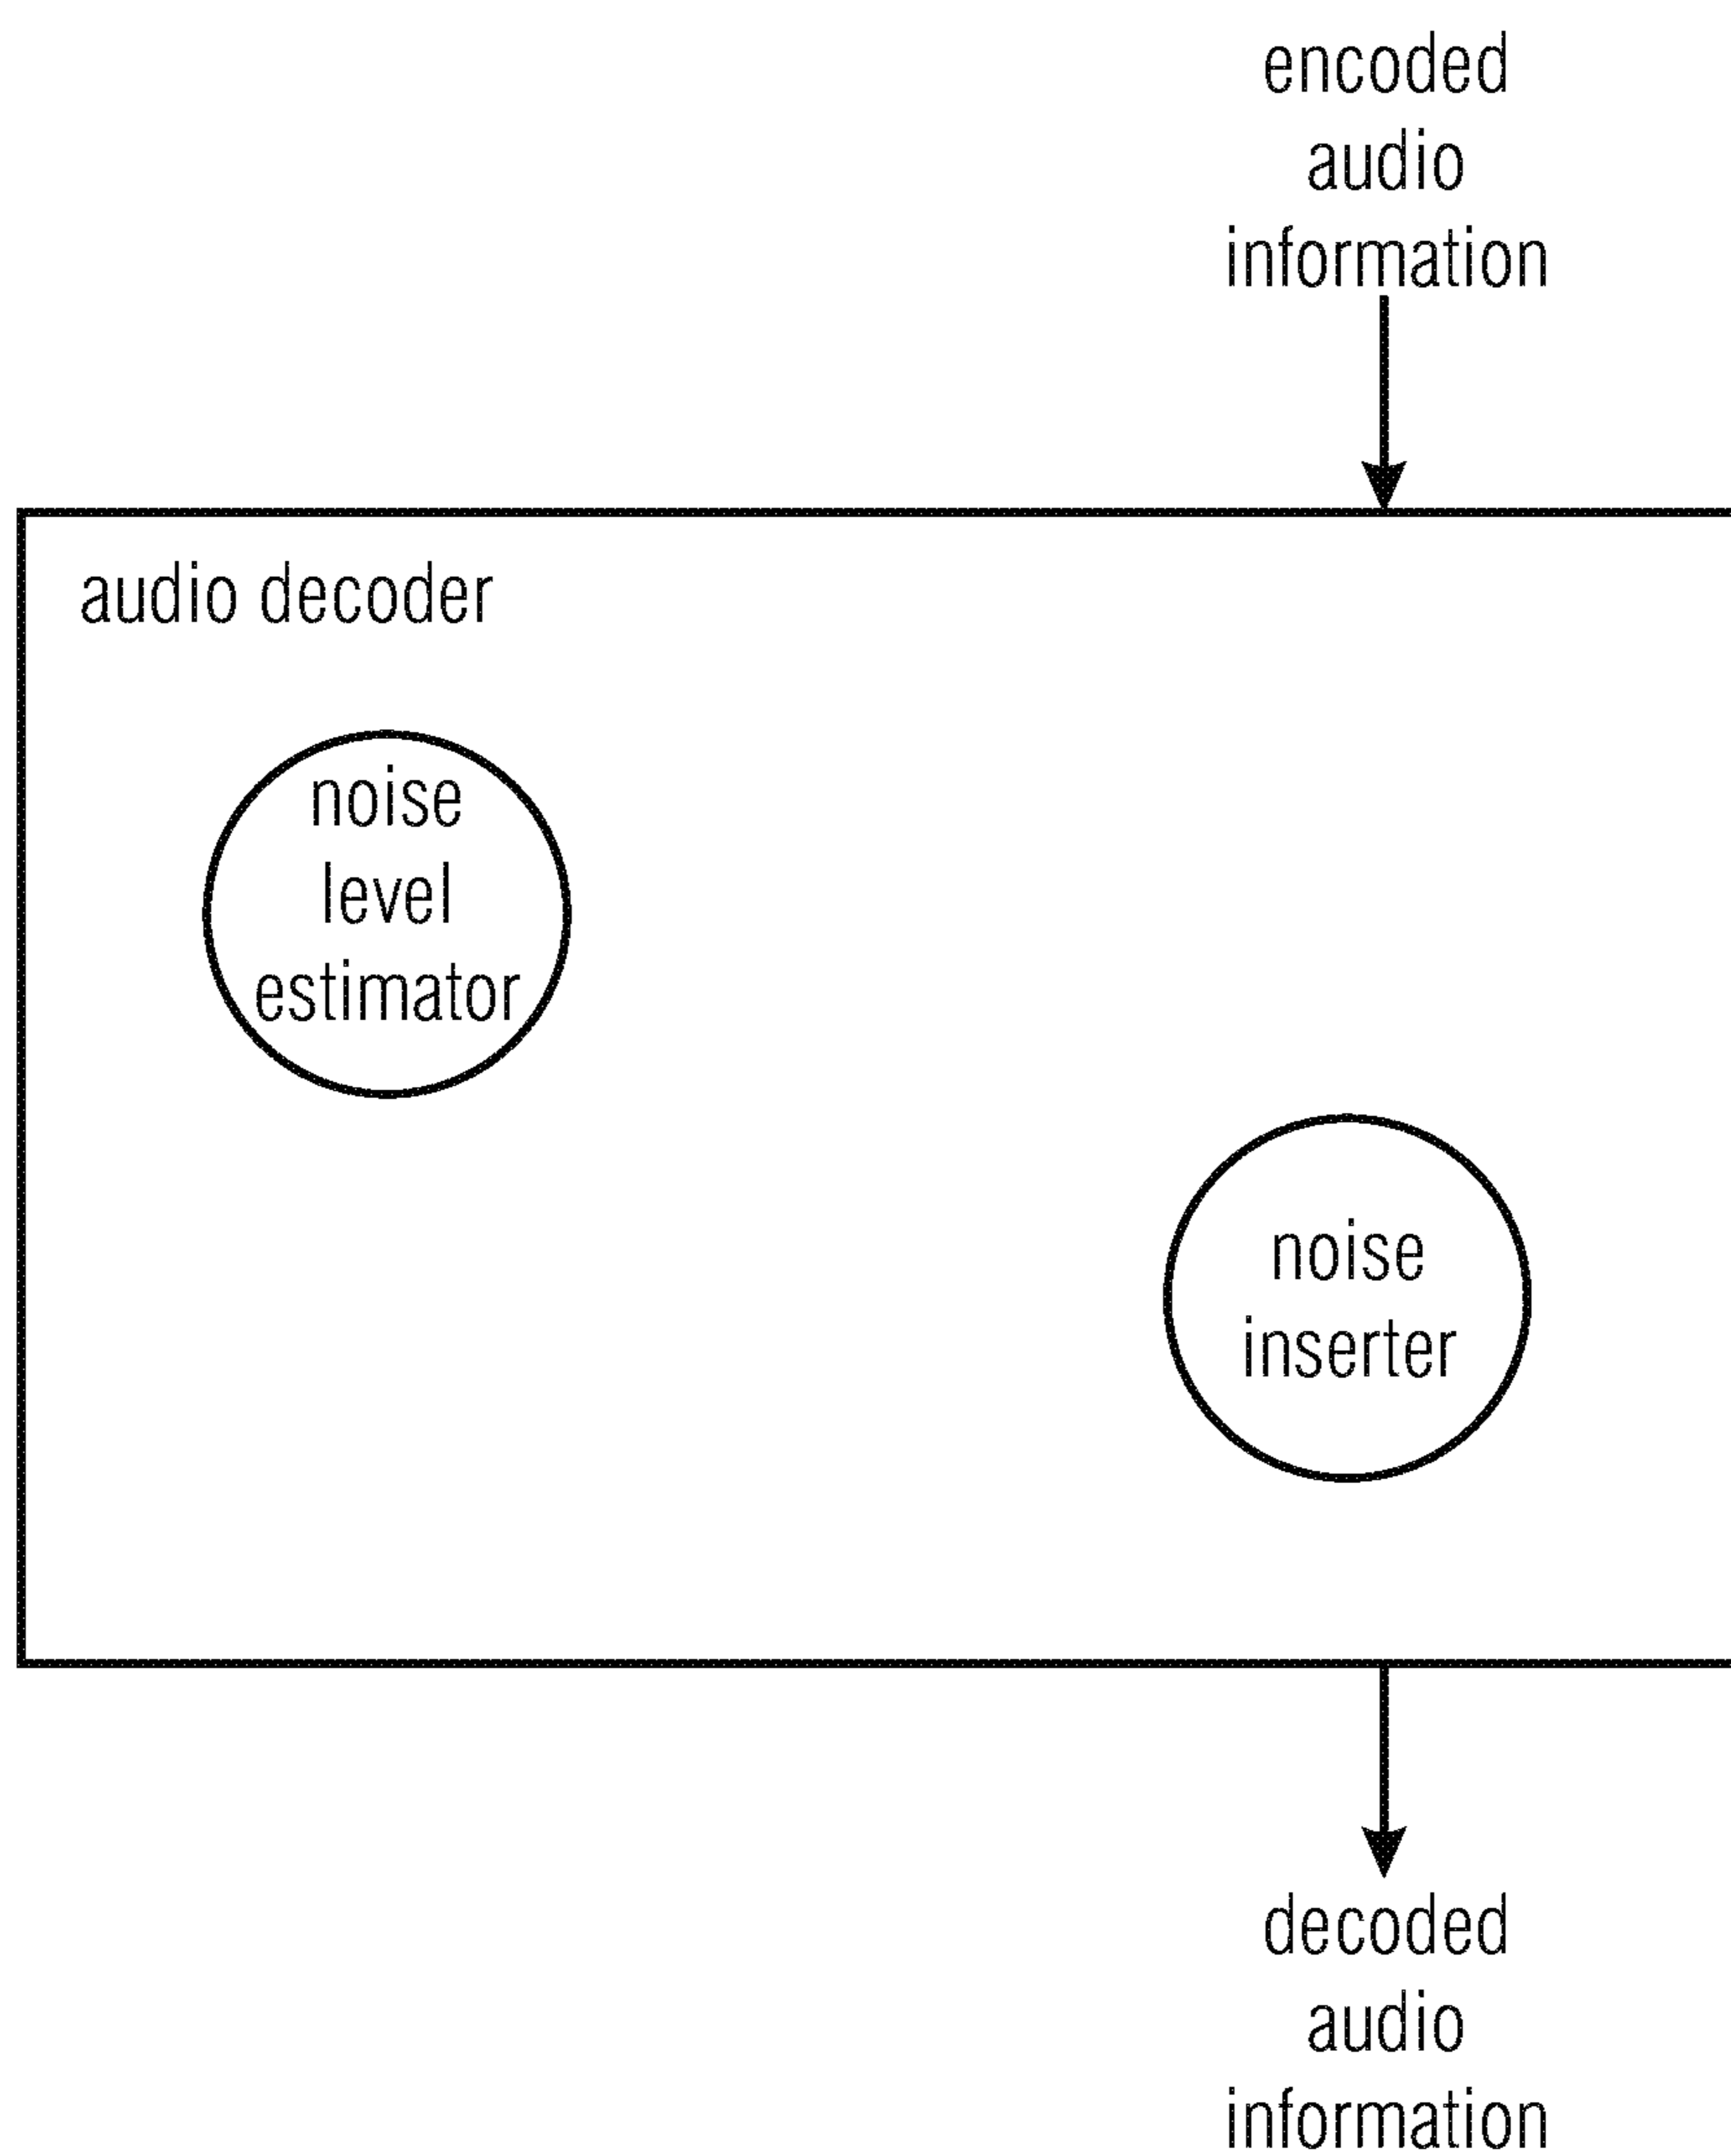 encoded
audio
information
audio decoder
noise
level
estimator
noise
inserter
decoded
audio
information